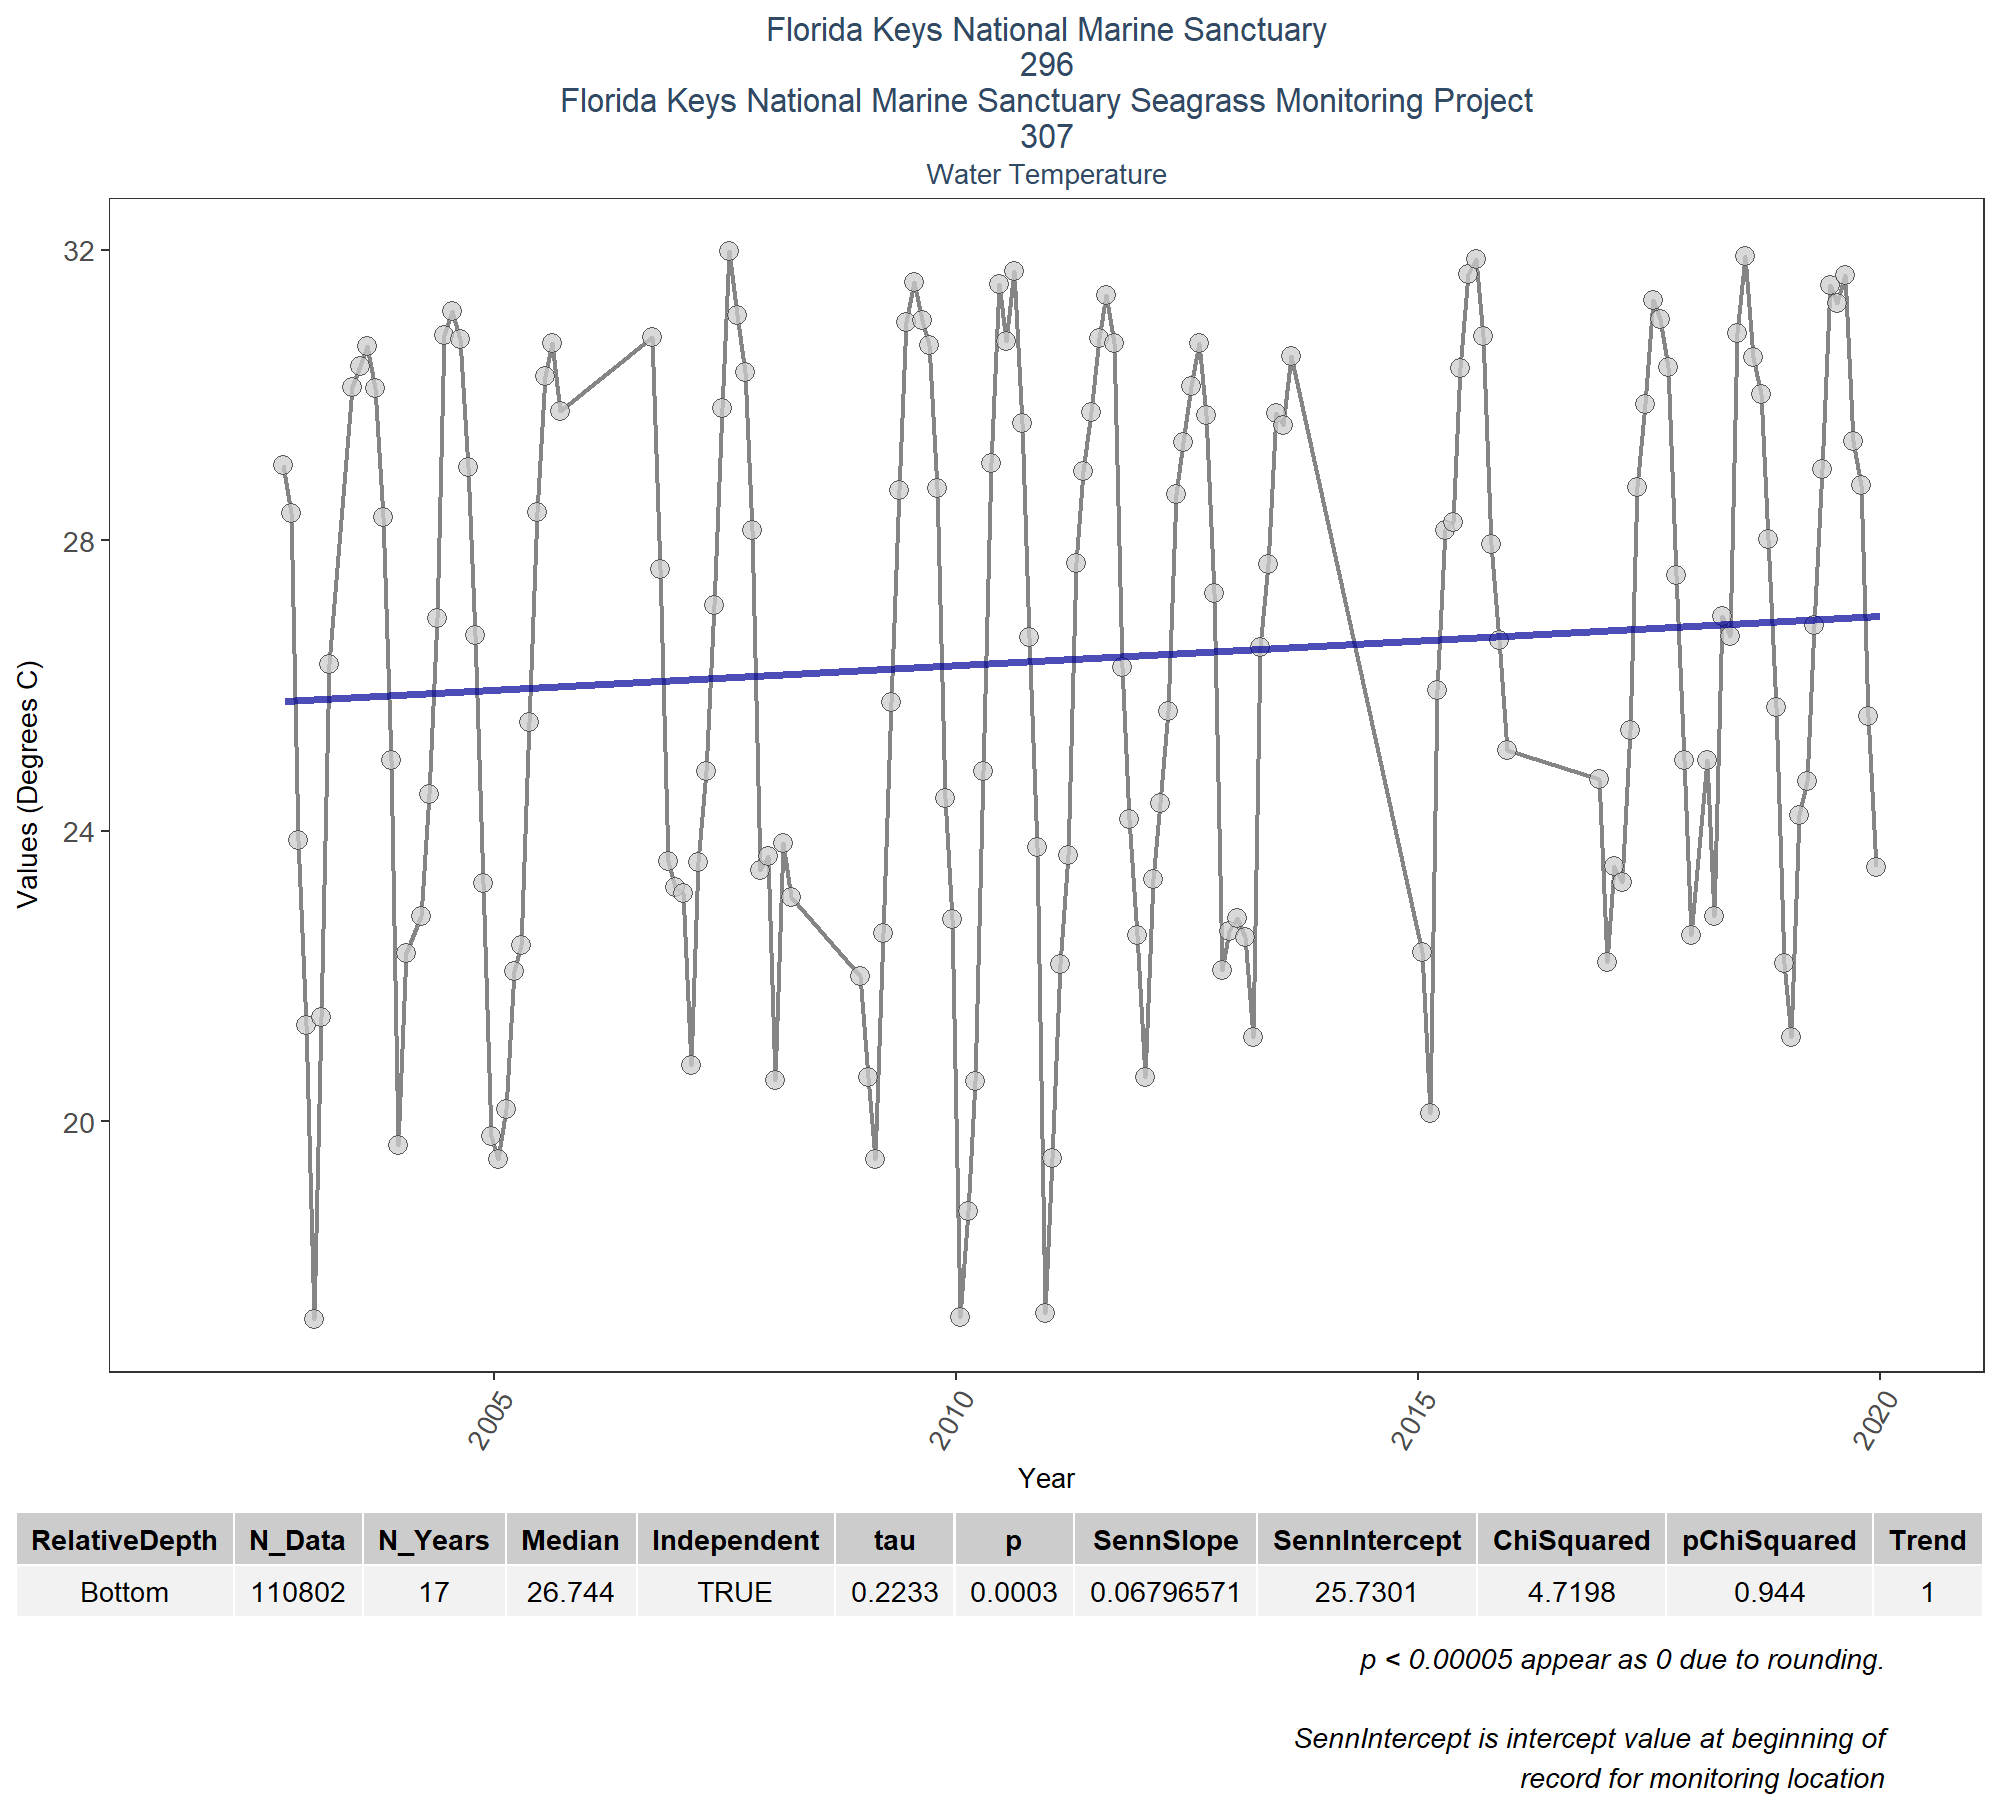 Florida Keys National Marine Sanctuary
296
Florida Keys National Marine Sanctuary Seagrass Monitoring Project
307
Water Temperature
32
28
24
20
Values (Degrees C)
2005 2010 2015 2020
Year
RelativeDepth N_Data N_Years Median Independent tau p SennSlope SennIntercept ChiSquared pChiSquared Trend
Bottom 110802 17 26.744 TRUE 0.2233 0.0003 0.06796571 25.7301 4.7198 0.944 1
p < 0.00005 appear as 0 due to rounding.
SennIntercept is intercept value at beginning of
record for monitoring location